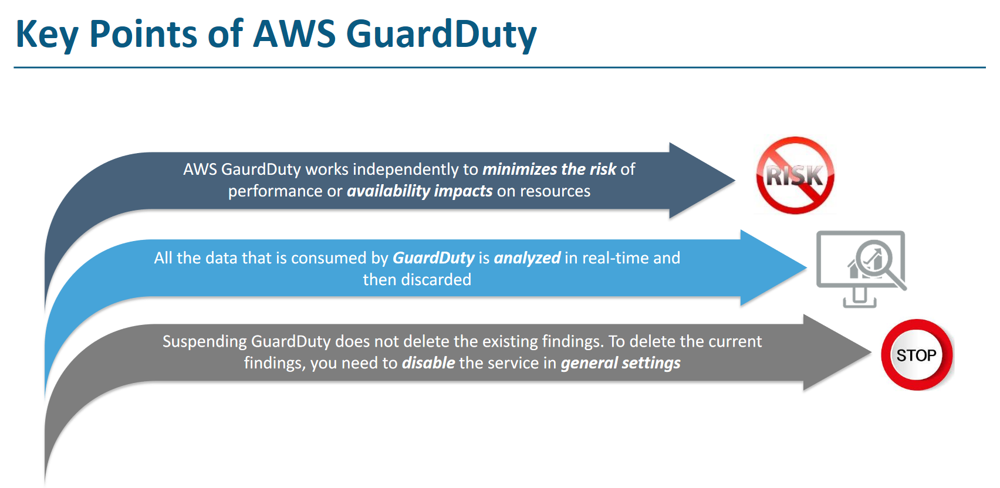 Key Points of AWS GuardDuty
AWS GaurdDuty works independently to minimizes the risk of
performance or availability impacts on resources
RISK
All the data that is consumed by GuardDuty is analyzed in real-time and
then discarded
Suspending GuardDuty does not delete the existing findings. To delete the current
findings, you need to disable the service in general settings
STOP